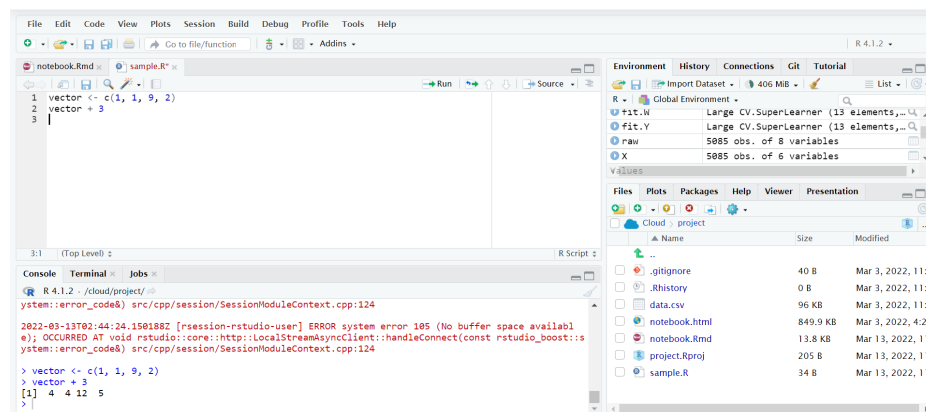 File Edit Code View Plots Session Build Debug Profile Tools Help
Go to file/function Addins R 4.1.2
notebook.Rmd × sample.R* ×
Run Source
1 vector <- c(1, 1, 9, 2)
2 vector + 3
3
3:1 (Top Level) R Script
Console Terminal × Jobs ×
R 4.1.2 · /cloud/project/
ystem::error_code&) src/cpp/session/SessionModuleContext.cpp:124
2022-03-13T02:44:24.150188Z [rsession-rstudio-user] ERROR system error 105 (No buffer space availabl
e); OCCURRED AT void rstudio::core::http::LocalStreamAsyncClient::handleConnect(const rstudio_boost::s
ystem::error_code&) src/cpp/session/SessionModuleContext.cpp:124
> vector <- c(1, 1, 9, 2)
> vector + 3
[1] 4 4 12 5
>
Environment History Connections Git Tutorial
Import Dataset 406 MiB List
R Global Environment
fit.W Large CV.SuperLearner (13 elements,…
fit.Y Large CV.SuperLearner (13 elements,…
raw 5085 obs. of 8 variables
X 5085 obs. of 6 variables
Values
Files Plots Packages Help Viewer Presentation
Cloud project ..
Name Size Modified
..
.gitignore 40 B Mar 3, 2022, 11:
.Rhistory 0 B Mar 3, 2022, 11:
data.csv 96 KB Mar 3, 2022, 11:
notebook.html 849.9 KB Mar 3, 2022, 4:2
notebook.Rmd 13.8 KB Mar 13, 2022, 1
project.Rproj 205 B Mar 13, 2022, 1
sample.R 34 B Mar 13, 2022, 1